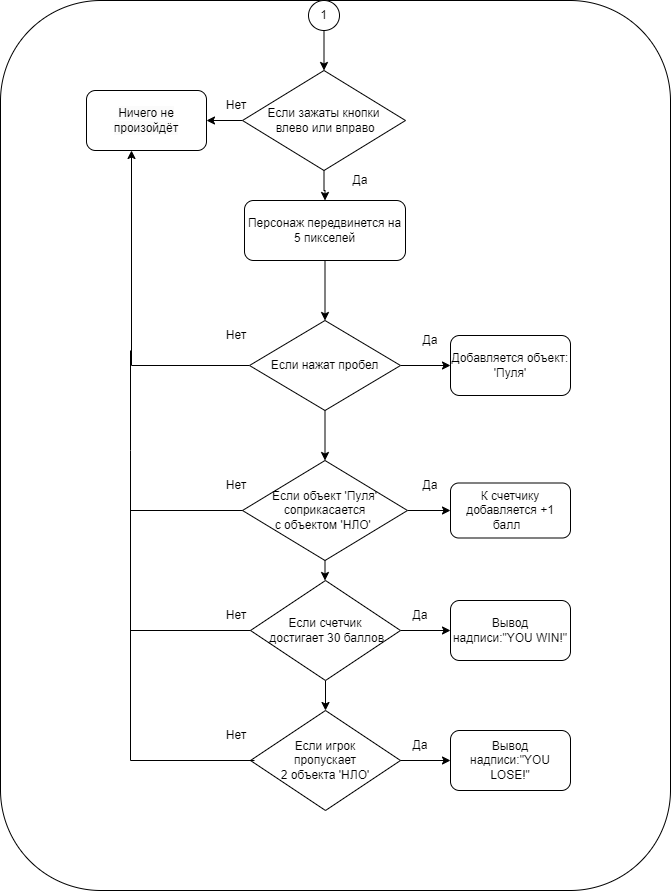 1
Нет
Если зажаты кнопки
влево или вправо
Ничего не
произойдёт
Да
Персонаж передвинется на
5 пикселей
Нет
Если нажат пробел
Да
Добавляется объект:
'Пуля'
Нет
Если объект 'Пуля'
соприкасается
с объектом 'НЛО'
Да
К счетчику
добавляется +1
балл
Нет
Если счетчик
достигает 30 баллов
Да
Вывод
надписи:"YOU WIN!"
Нет
Если игрок
пропускает
2 объекта 'НЛО'
Да
Вывод
надписи:"YOU
LOSE!"